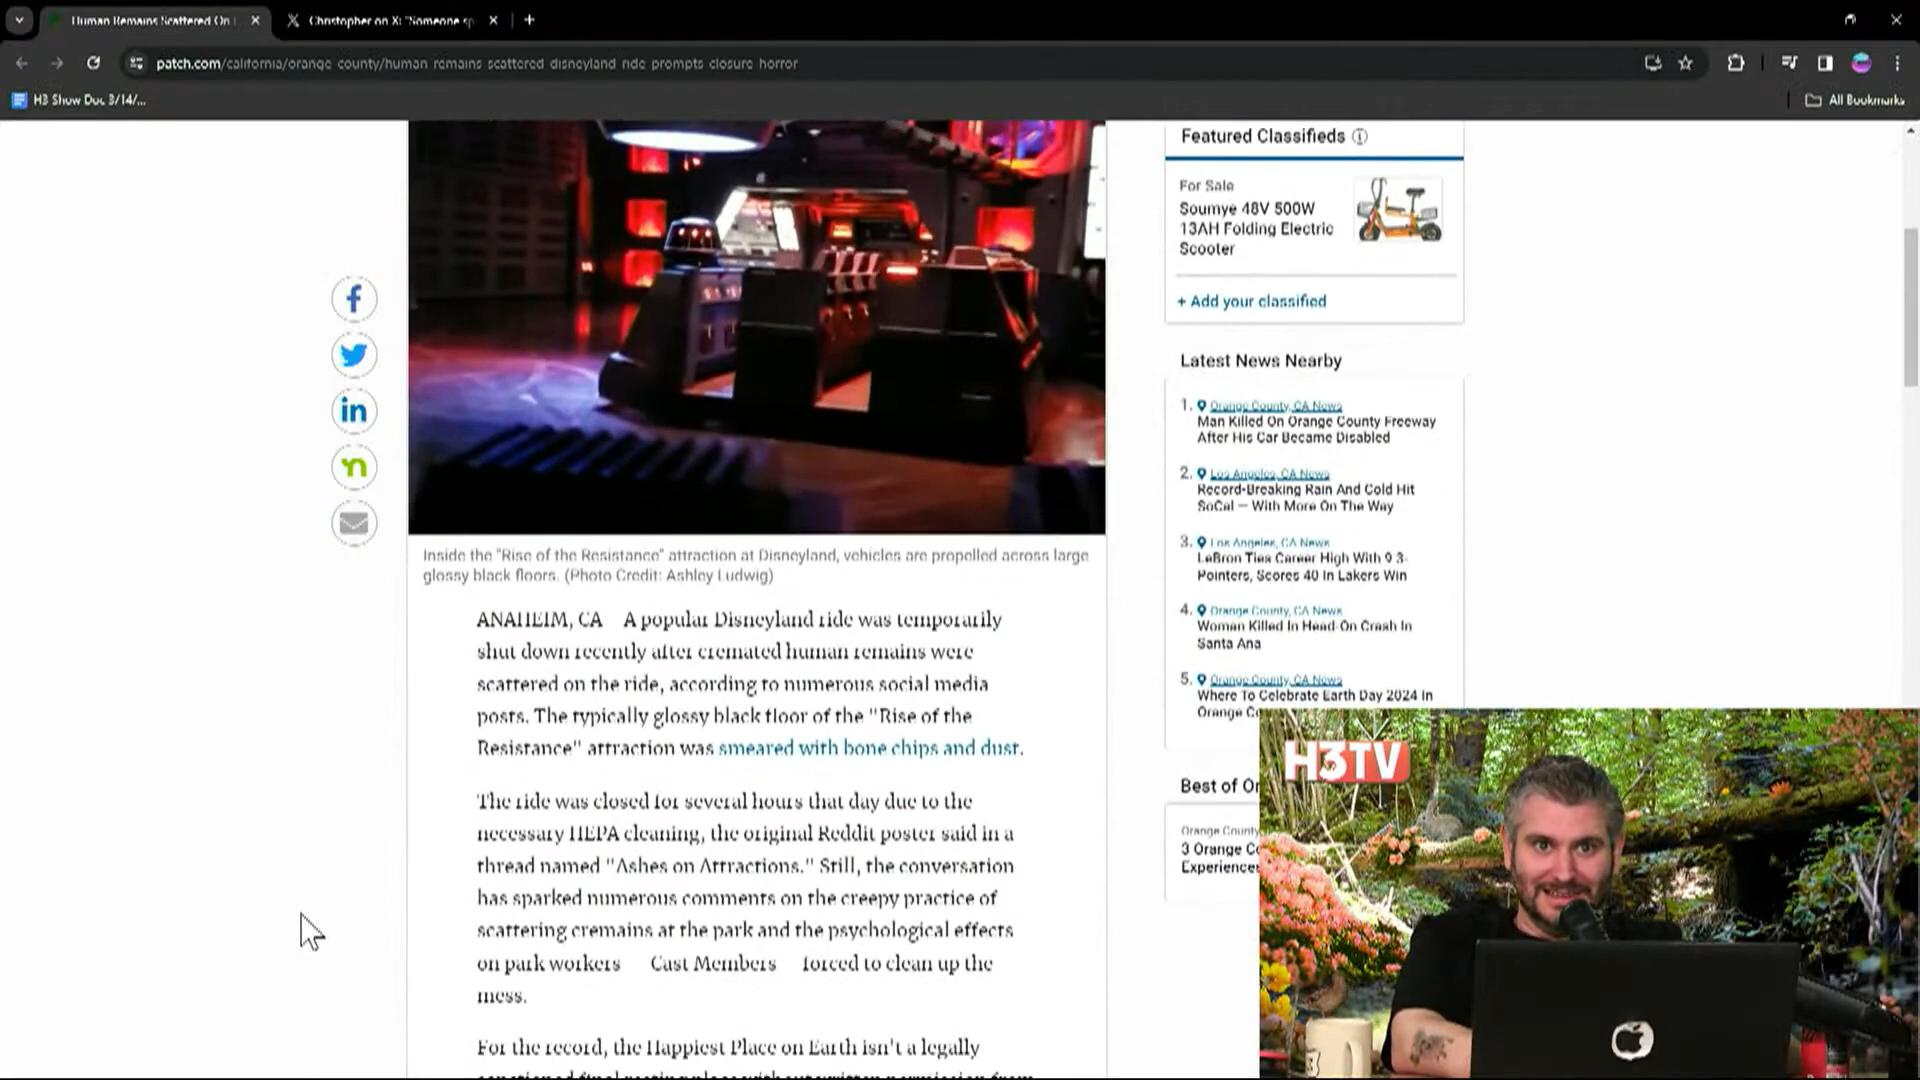 Human Remains Scattered On
Christopher on X: "Someone sp
patch.com/california/orange county/human remains scattered disneyland ride prompts closure horror
H3 Show Doc 3/14/...
All Bookmarks
Featured Classifieds
For Sale
Soumye 48V 500W
13AH Folding Electric
Scooter
+ Add your classified
Latest News Nearby
1. Orange County, CA News
Man Killed On Orange County Freeway
After His Car Became Disabled
2. Los Angeles, CA News
Record-Breaking Rain And Cold Hit
SoCal — With More On The Way
3. Los Angeles, CA News
LeBron Ties Career High With 9 3-
Pointers, Scores 40 In Lakers Win
4. Orange County, CA News
Woman Killed In Head-On Crash In
Santa Ana
5. Orange County, CA News
Where To Celebrate Earth Day 2024 In
Orange Co
Best of Or
Orange County
3 Orange Co
Experiences
Inside the "Rise of the Resistance" attraction at Disneyland, vehicles are propelled across large
glossy black floors. (Photo Credit: Ashley Ludwig)
ANAHEIM, CA A popular Disneyland ride was temporarily
shut down recently after cremated human remains were
scattered on the ride, according to numerous social media
posts. The typically glossy black floor of the "Rise of the
Resistance" attraction was smeared with bone chips and dust.
The ride was closed for several hours that day due to the
necessary HEPA cleaning, the original Reddit poster said in a
thread named "Ashes on Attractions." Still, the conversation
has sparked numerous comments on the creepy practice of
scattering cremains at the park and the psychological effects
on park workers Cast Members forced to clean up the
mess.
For the record, the Happiest Place on Earth isn't a legally
H3TV